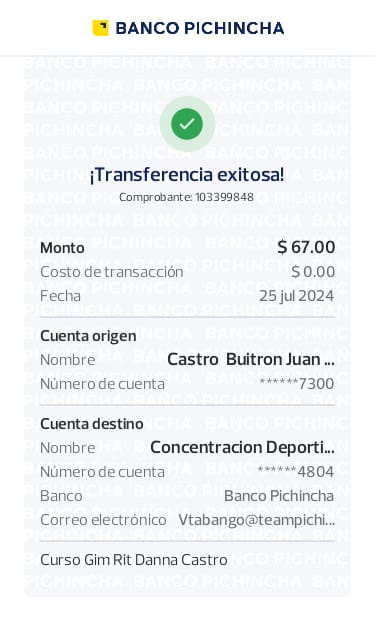 BANCO PICHINCHA
¡Transferencia exitosa!
Comprobante: 103399848
Monto $ 67.00
Costo de transacción $ 0.00
Fecha 25 jul 2024
Cuenta origen
Nombre Castro Buitron Juan ...
Número de cuenta ******7300
Cuenta destino
Nombre Concentracion Deporti...
Número de cuenta ******4804
Banco Banco Pichincha
Correo electrónico Vtabango@teampichi...
Curso Gim Rit Danna Castro